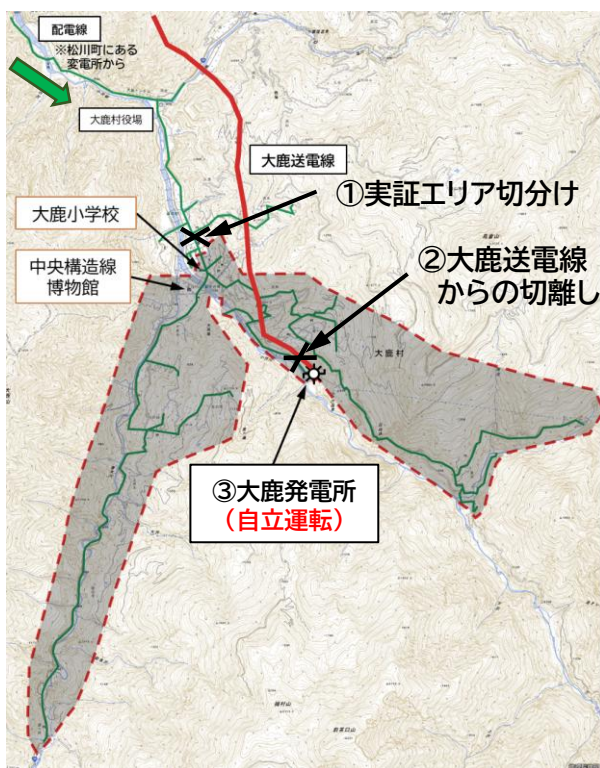 配電線
※松川町にある
変電所から
大鹿村役場
大鹿送電線
①実証エリア切分け
大鹿小学校
中央構造線
博物館
②大鹿送電線
からの切離し
大鹿村
③大鹿発電所
(自立運転)